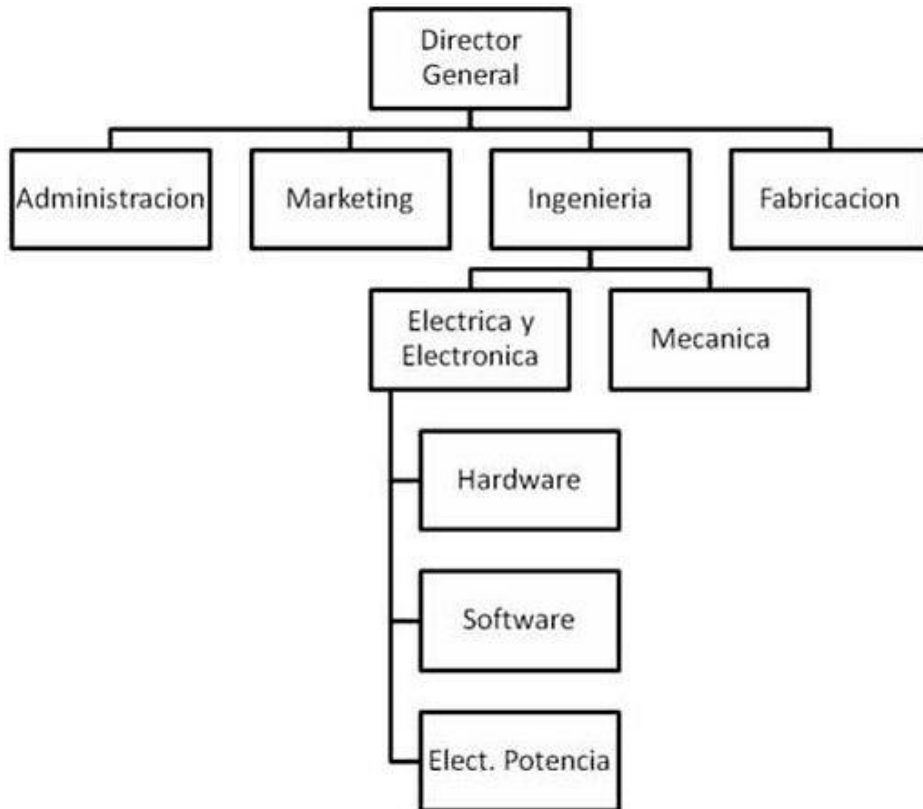 Director
General
Administracion
Marketing
Ingenieria
Fabricacion
Electrica y
Electronica
Mecanica
Hardware
Software
Elect. Potencia